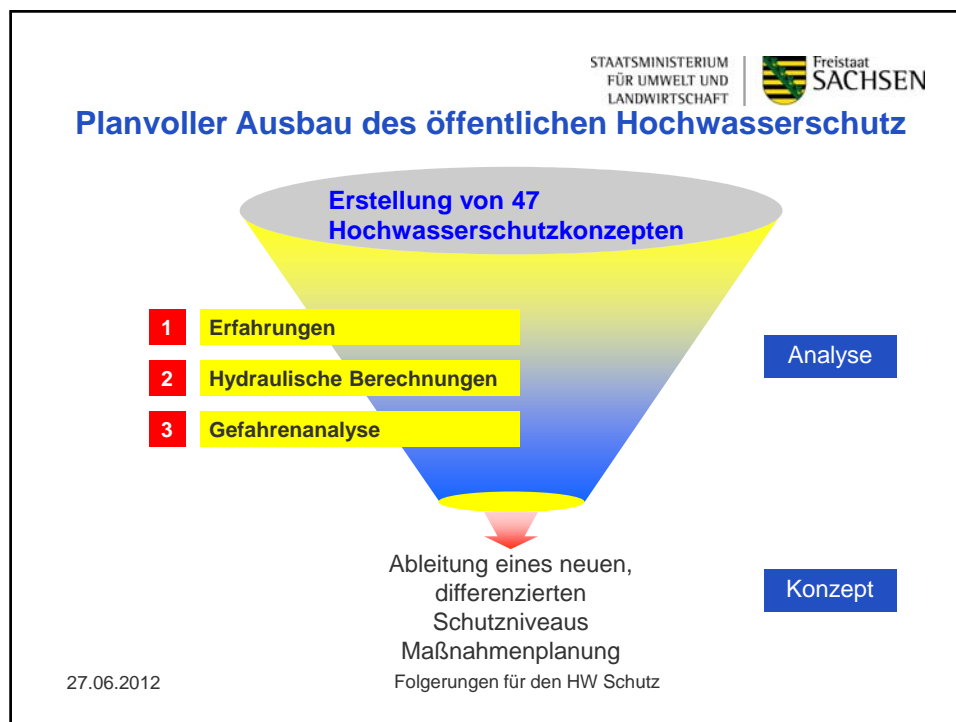 STAATSMINISTERIUM
FÜR UMWELT UND
LANDWIRTSCHAFT
Freistaat
SACHSEN
Planvoller Ausbau des öffentlichen Hochwasserschutz
Erstellung von 47
Hochwasserschutzkonzepten
1 Erfahrungen
2 Hydraulische Berechnungen
3 Gefahrenanalyse
Analyse
Ableitung eines neuen,
differenzierten
Schutzniveaus
Maßnahmenplanung
Konzept
27.06.2012
Folgerungen für den HW Schutz